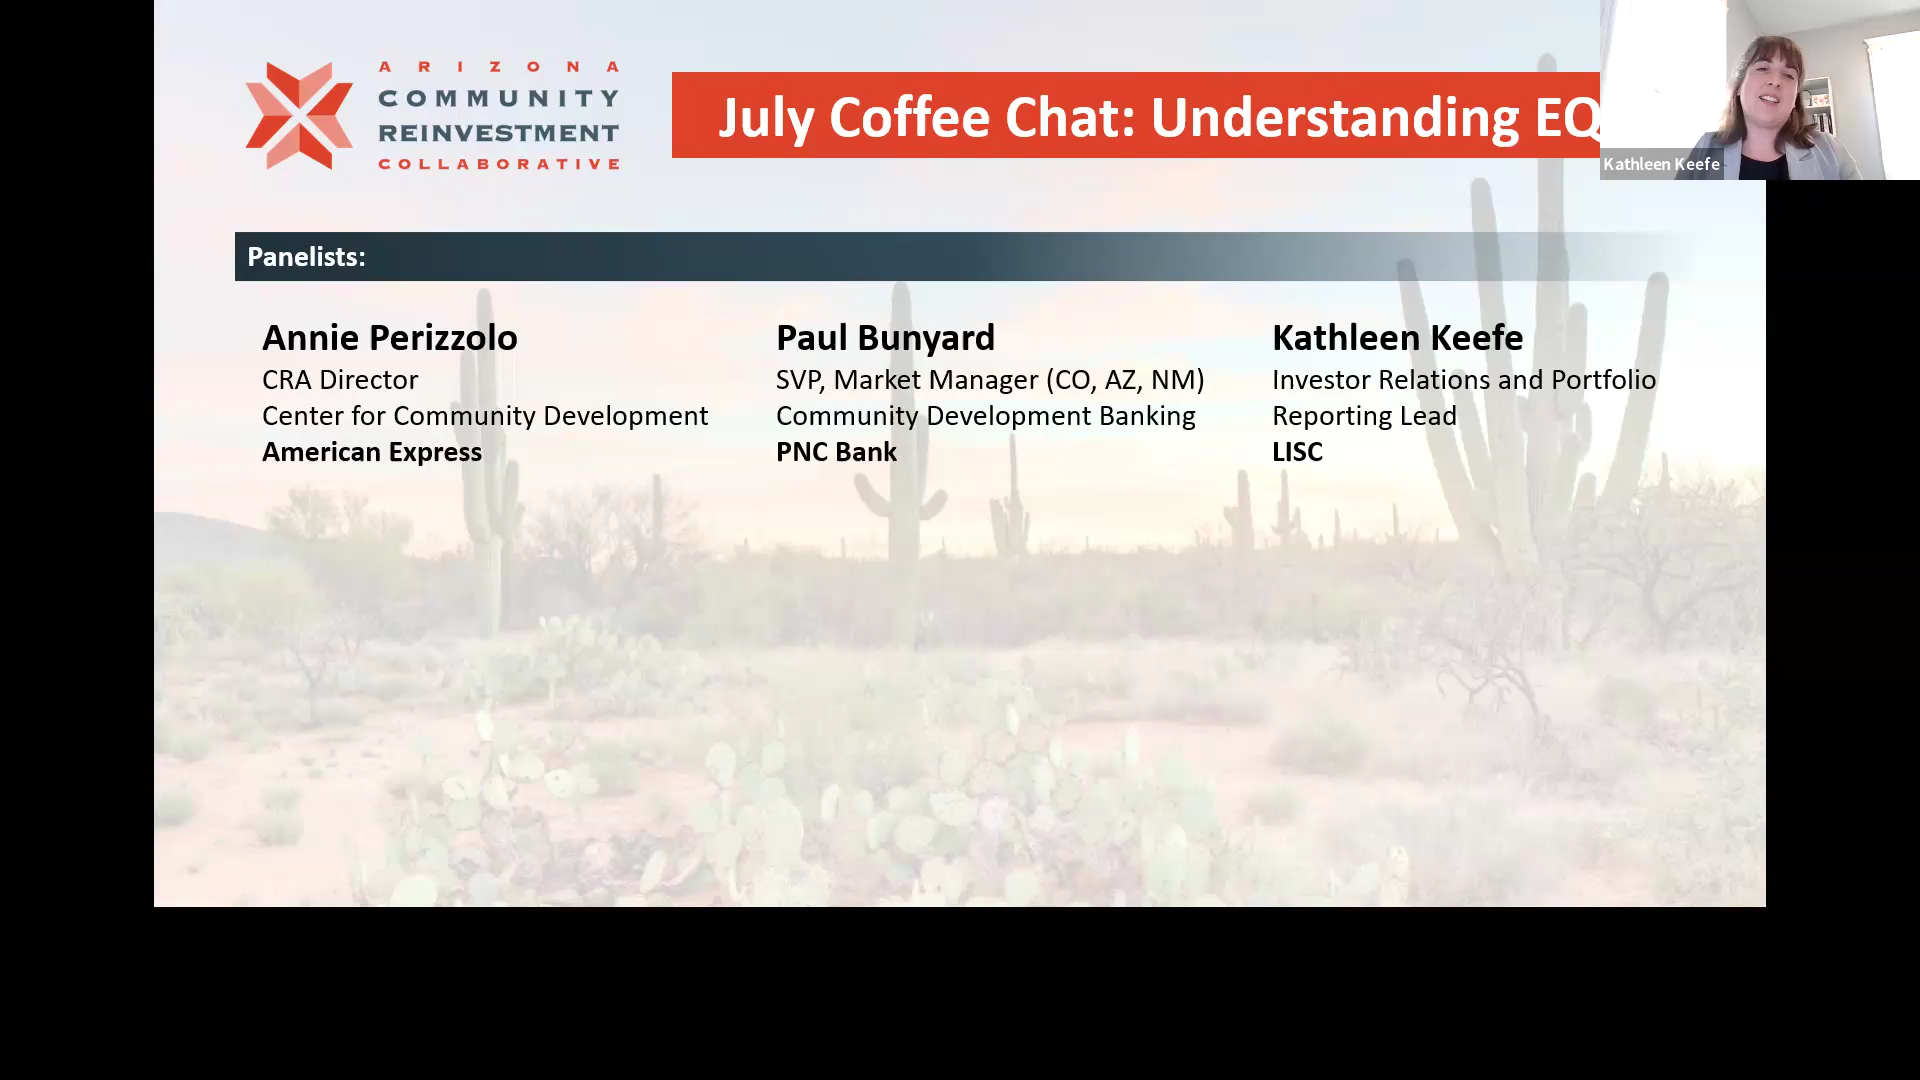 ARIZONA
COMMUNITY
REINVESTMENT
COLLABORATIVE
July Coffee Chat: Understanding EQ
Kathleen Keefe
Panelists:
Annie Perizzolo
CRA Director
Center for Community Development
American Express
Paul Bunyard
SVP, Market Manager (CO, AZ, NM)
Community Development Banking
PNC Bank
Kathleen Keefe
Investor Relations and Portfolio
Reporting Lead
LISC